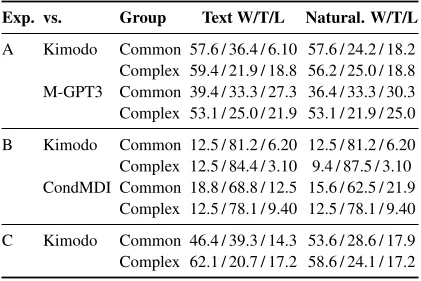 Exp. vs. Group Text W/T/L Natural. W/T/L
A Kimodo Common 57.6 / 36.4 / 6.10 57.6 / 24.2 / 18.2
Complex 59.4 / 21.9 / 18.8 56.2 / 25.0 / 18.8
M-GPT3 Common 39.4 / 33.3 / 27.3 36.4 / 33.3 / 30.3
Complex 53.1 / 25.0 / 21.9 53.1 / 21.9 / 25.0
B Kimodo Common 12.5 / 81.2 / 6.20 12.5 / 81.2 / 6.20
Complex 12.5 / 84.4 / 3.10 9.4 / 87.5 / 3.10
CondMDI Common 18.8 / 68.8 / 12.5 15.6 / 62.5 / 21.9
Complex 12.5 / 78.1 / 9.40 12.5 / 78.1 / 9.40
C Kimodo Common 46.4 / 39.3 / 14.3 53.6 / 28.6 / 17.9
Complex 62.1 / 20.7 / 17.2 58.6 / 24.1 / 17.2